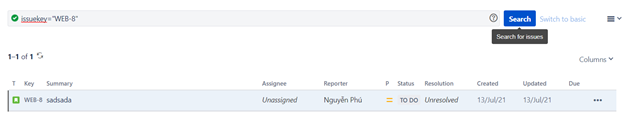 issuekey="WEB-8"
Search
Switch to basic
Search for issues
1–1 of 1
Columns
T Key Summary Assignee Reporter P Status Resolution Created Updated Due
WEB-8 sadsada Unassigned Nguyễn Phú TO DO Unresolved 13/Jul/21 13/Jul/21